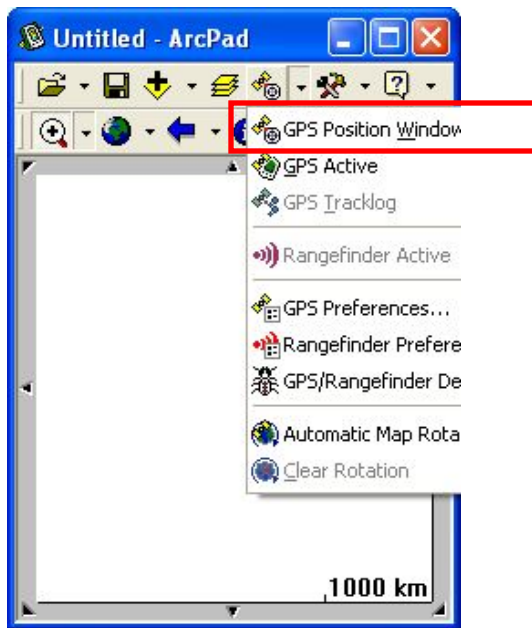 Untitled - ArcPad
GPS Position Window
GPS Active
GPS Tracklog
Rangefinder Active
GPS Preferences...
Rangefinder Prefere
GPS/Rangefinder De
Automatic Map Rota
Clear Rotation
1000 km